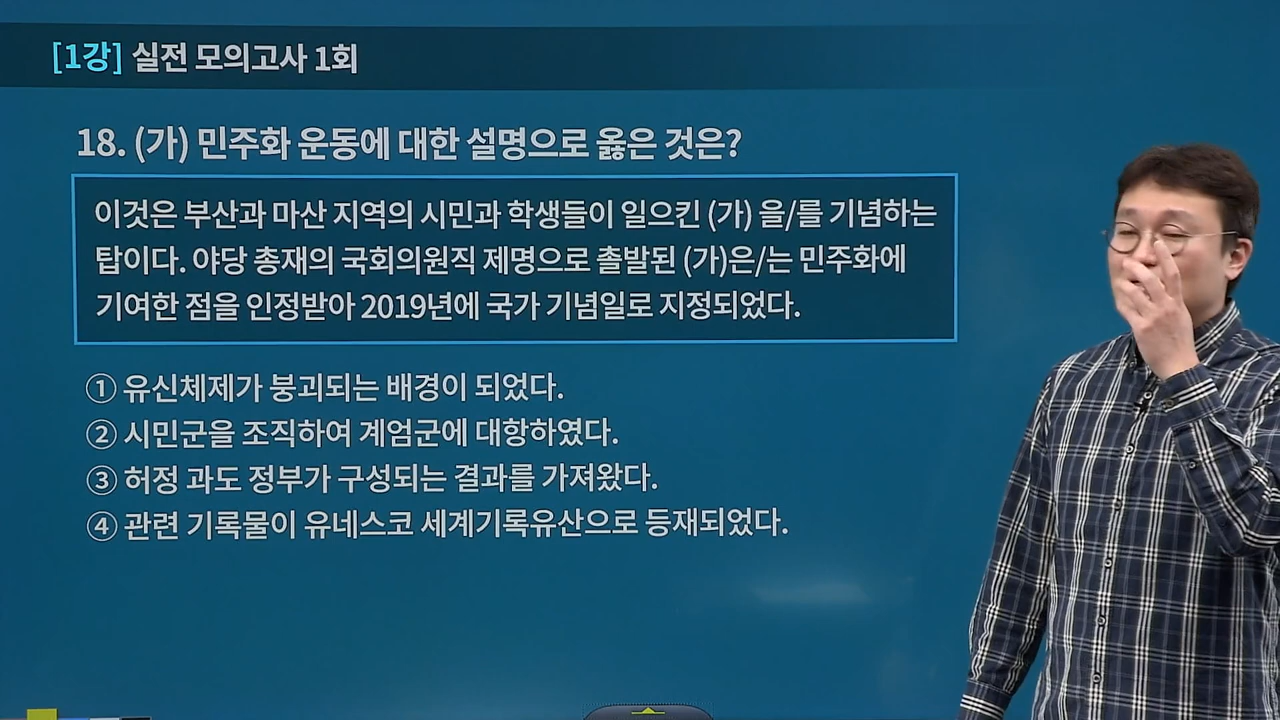 [1강] 실전 모의고사 1회
18. (가) 민주화 운동에 대한 설명으로 옳은 것은?
이것은 부산과 마산 지역의 시민과 학생들이 일으킨 (가) 을/를 기념하는
탑이다. 야당 총재의 국회의원직 제명으로 촐발된 (가)은/는 민주화에
기여한 점을 인정받아 2019년에 국가 기념일로 지정되었다.
① 유신체제가 붕괴되는 배경이 되었다.
② 시민군을 조직하여 계엄군에 대항하였다.
③ 허정 과도 정부가 구성되는 결과를 가져왔다.
④ 관련 기록물이 유네스코 세계기록유산으로 등재되었다.